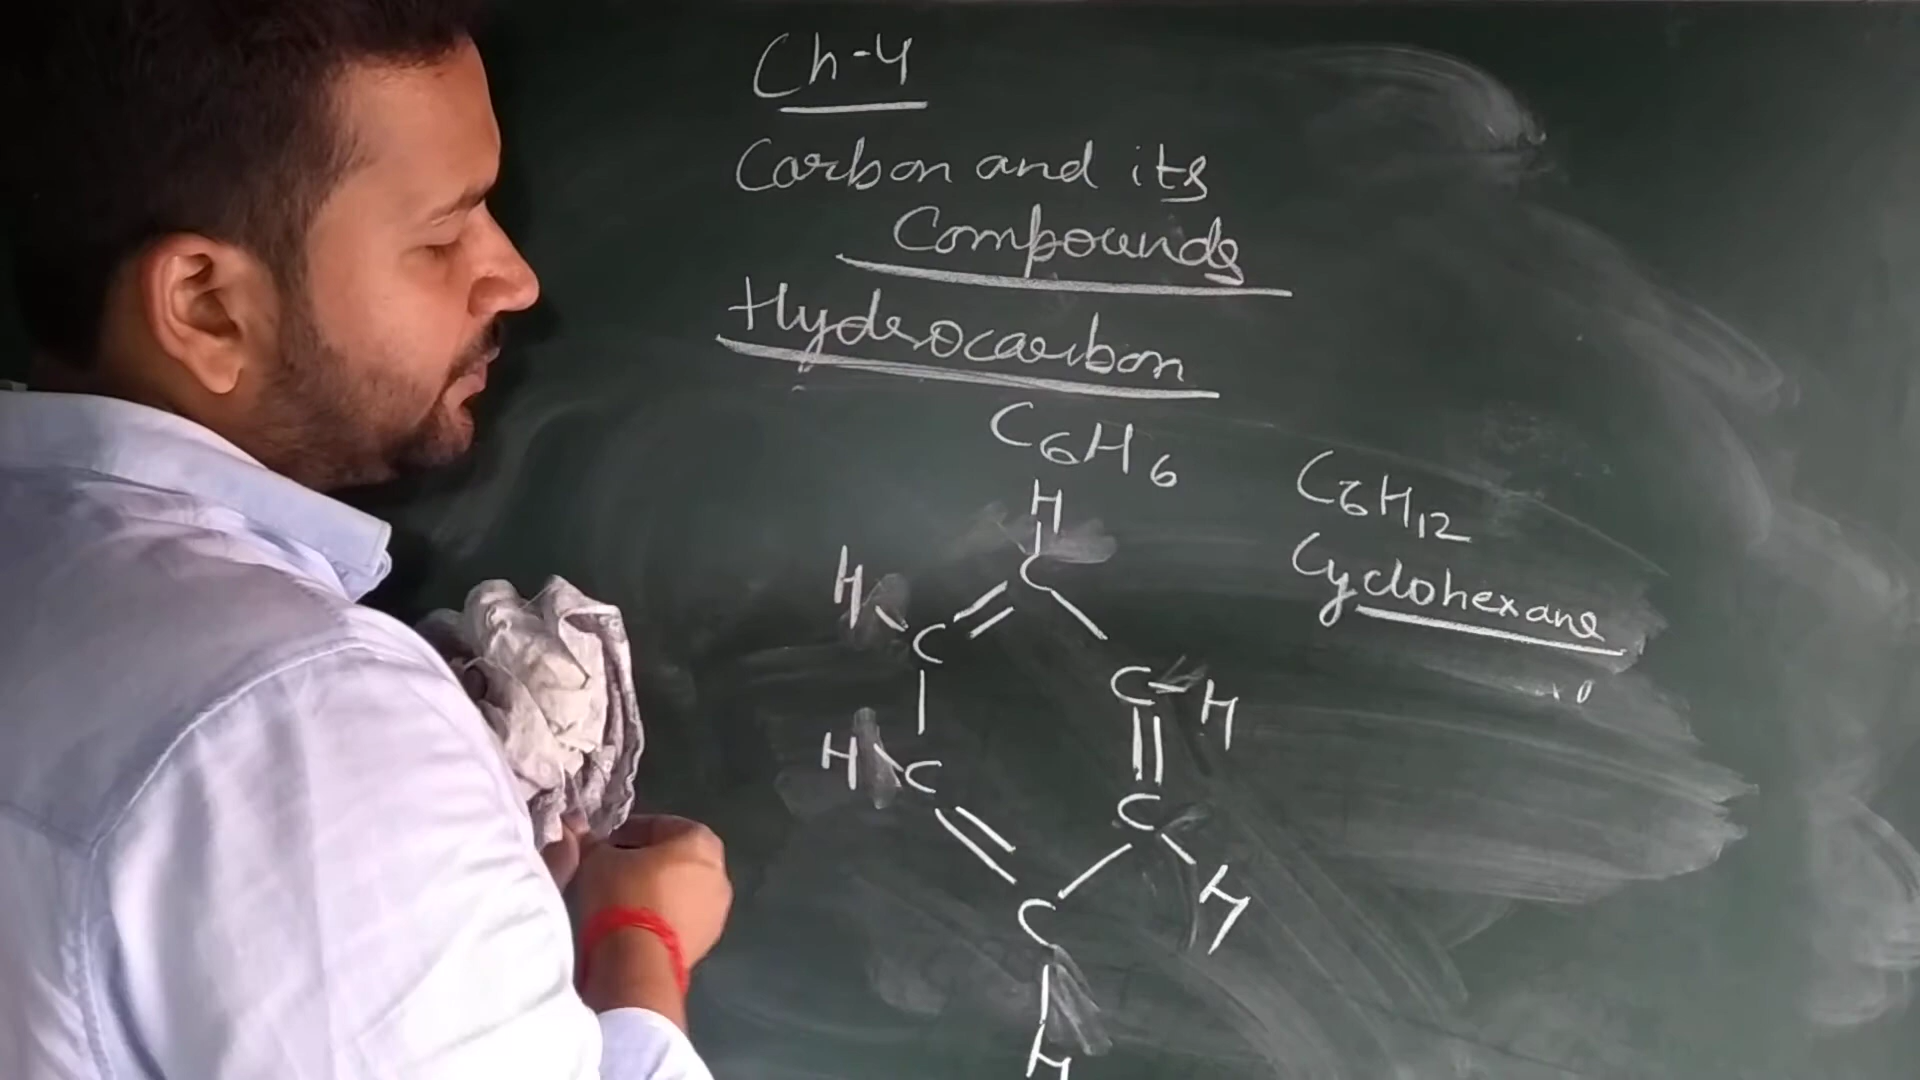 Ch-4
Carbon and its
Compounds
Hydrocarbon
C6H6
C6H12
Cyclohexane
H
H C
C
C-H
H C
C
H
C
H